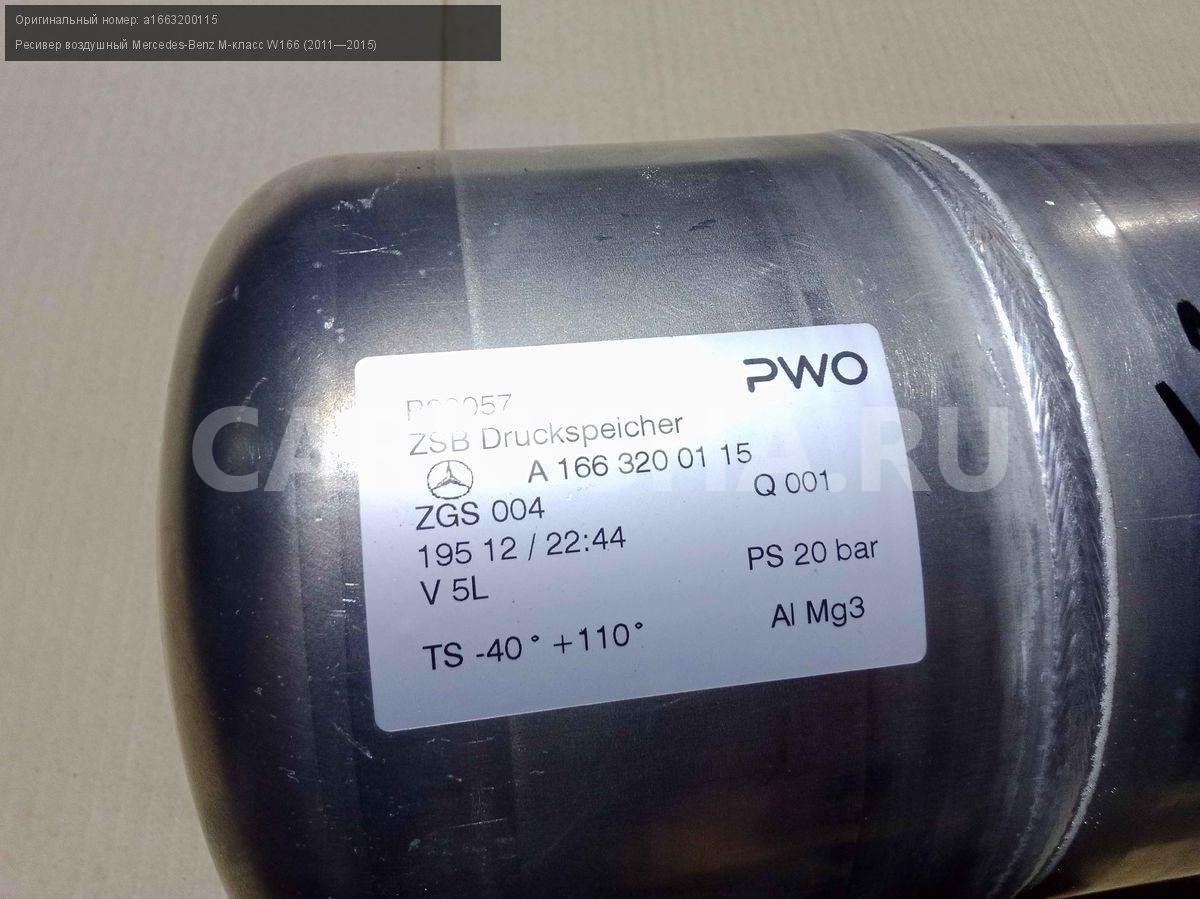 Оригинальный номер: a1663200115
Ресивер воздушный Mercedes-Benz M-класс W166 (2011—2015)
PWO
ZSB Druckspeicher
A 166 320 01 15
Q 001
ZGS 004
195 12 / 22:44
PS 20 bar
V 5L
Al Mg3
TS -40° +110°